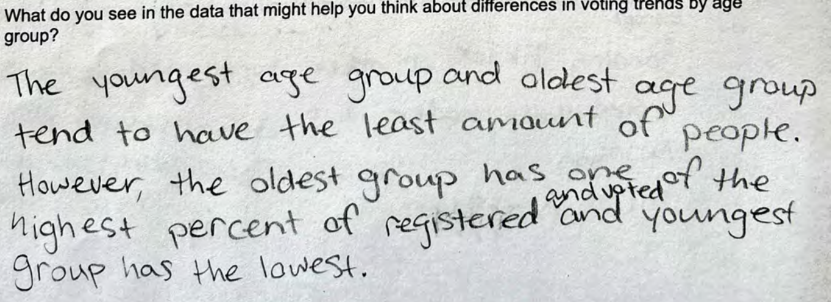 What do you see in the data that might help you think about differences in voting trends by age
group?
The youngest age group and oldest age group
tend to have the least amount of people.
However, the oldest group has one of the
and voted
highest percent of registered and youngest
group has the lowest.